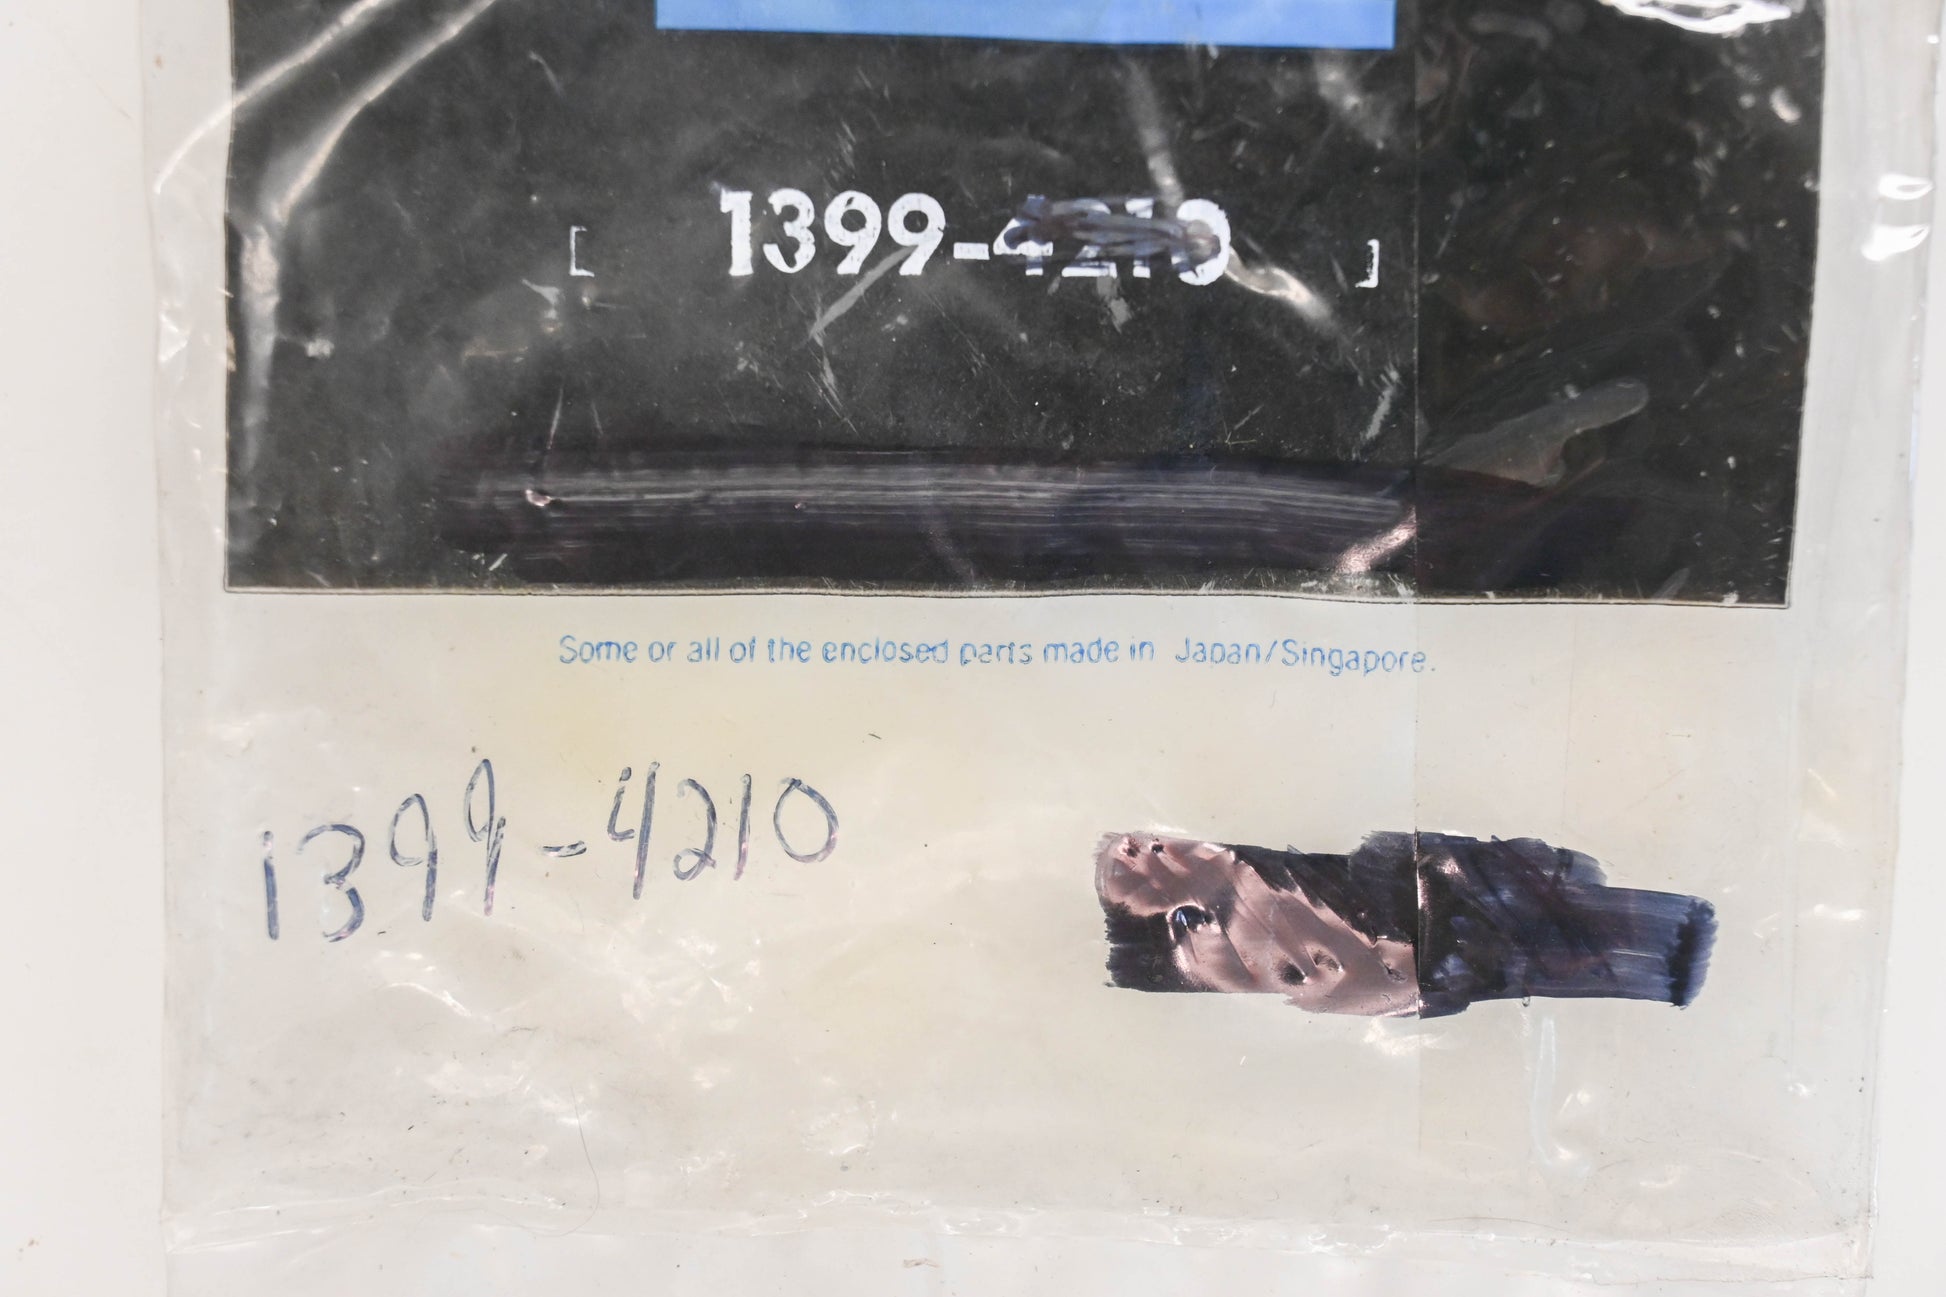 [ 1399-4210 ]
Some or all of the enclosed parts made in Japan/Singapore.
1399-4210